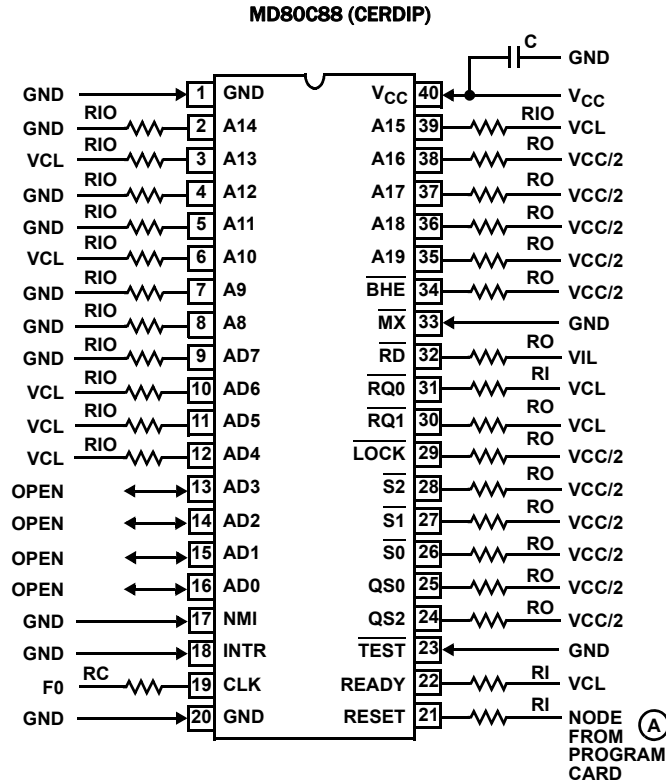 MD80C88 (CERDIP)
C
GND
GND 1 GND VCC 40 VCC
GND RIO 2 A14 A15 39 RIO VCL
VCL RIO 3 A13 A16 38 RO VCC/2
GND RIO 4 A12 A17 37 RO VCC/2
GND RIO 5 A11 A18 36 RO VCC/2
VCL RIO 6 A10 A19 35 RO VCC/2
GND RIO 7 A9 BHE 34 RO VCC/2
GND RIO 8 A8 MX 33 GND
GND RIO 9 AD7 RD 32 RO VIL
VCL RIO 10 AD6 RQ0 31 RI VCL
VCL RIO 11 AD5 RQ1 30 RO VCL
VCL RIO 12 AD4 LOCK 29 RO VCC/2
OPEN 13 AD3 S2 28 RO VCC/2
OPEN 14 AD2 S1 27 RO VCC/2
OPEN 15 AD1 S0 26 RO VCC/2
OPEN 16 AD0 QS0 25 RO VCC/2
GND 17 NMI QS2 24 RO VCC/2
GND 18 INTR TEST 23 GND
F0 RC 19 CLK READY 22 RI VCL
GND 20 GND RESET 21 RI NODE A
FROM
PROGRAM
CARD